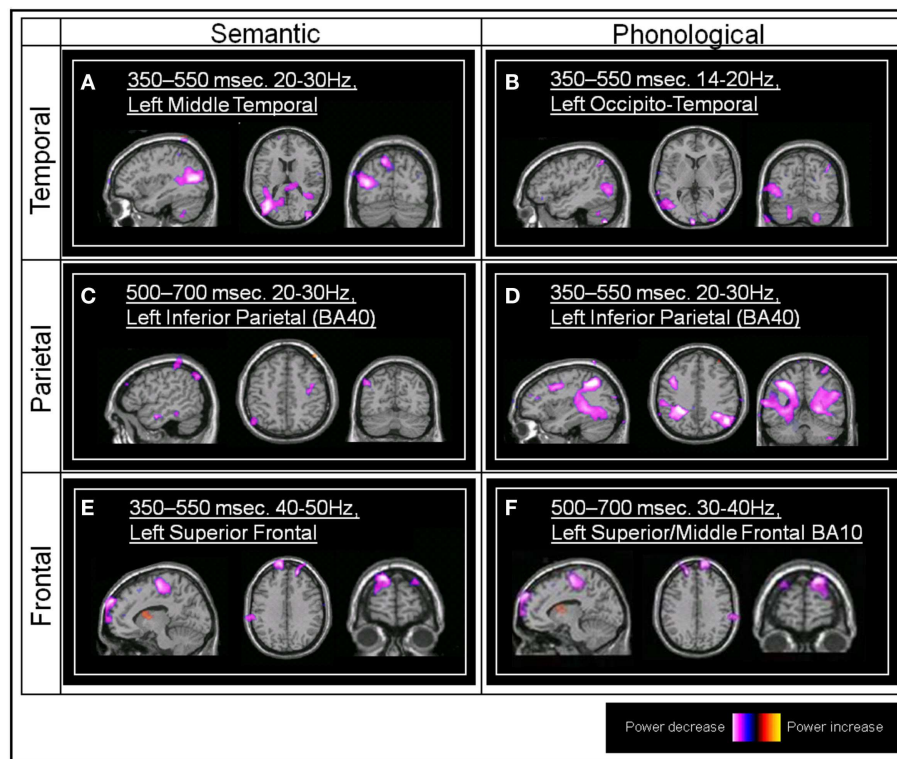 Semantic
Phonological
Temporal
A
350–550 msec. 20-30Hz,
Left Middle Temporal
B
350–550 msec. 14-20Hz,
Left Occipito-Temporal
Parietal
C
500–700 msec. 20-30Hz,
Left Inferior Parietal (BA40)
D
350–550 msec. 20-30Hz,
Left Inferior Parietal (BA40)
Frontal
E
350–550 msec. 40-50Hz,
Left Superior Frontal
F
500–700 msec. 30-40Hz,
Left Superior/Middle Frontal BA10
Power decrease
Power increase